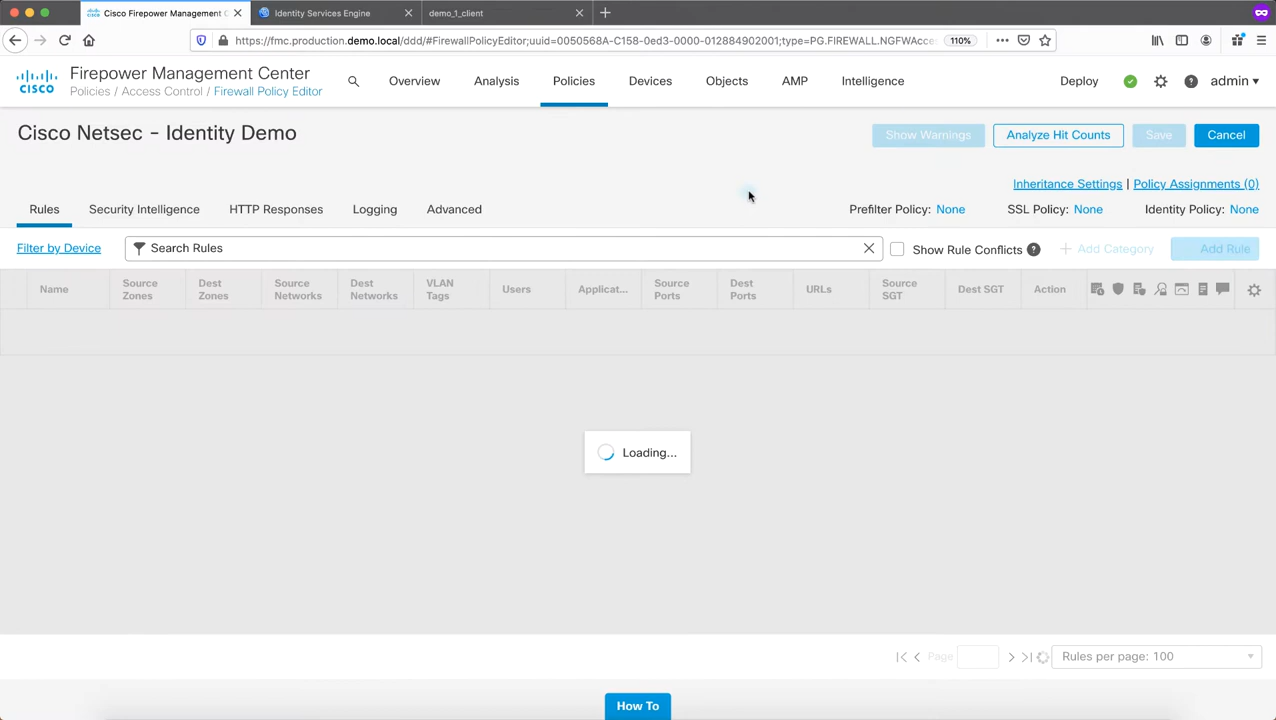 Cisco Firepower Management C
Identity Services Engine
demo_1_client
https://fmc.production.demo.local/ddd/#FirewallPolicyEditor;uuid=0050568A-C158-0ed3-0000-012884902001;type=PG.FIREWALL.NGFWAcce
110%
cisco
Firepower Management Center
Policies / Access Control / Firewall Policy Editor
Overview
Analysis
Policies
Devices
Objects
AMP
Intelligence
Deploy
admin
Cisco Netsec - Identity Demo
Show Warnings
Analyze Hit Counts
Save
Cancel
Inheritance Settings | Policy Assignments (0)
Rules
Security Intelligence
HTTP Responses
Logging
Advanced
Prefilter Policy: None
SSL Policy: None
Identity Policy: None
Filter by Device
Search Rules
Show Rule Conflicts ?
+ Add Category
Add Rule
Name
Source
Zones
Dest
Zones
Source
Networks
Dest
Networks
VLAN
Tags
Users
Applicat...
Source
Ports
Dest
Ports
URLs
Source
SGT
Dest SGT
Action
Loading...
Page
Rules per page: 100
How To